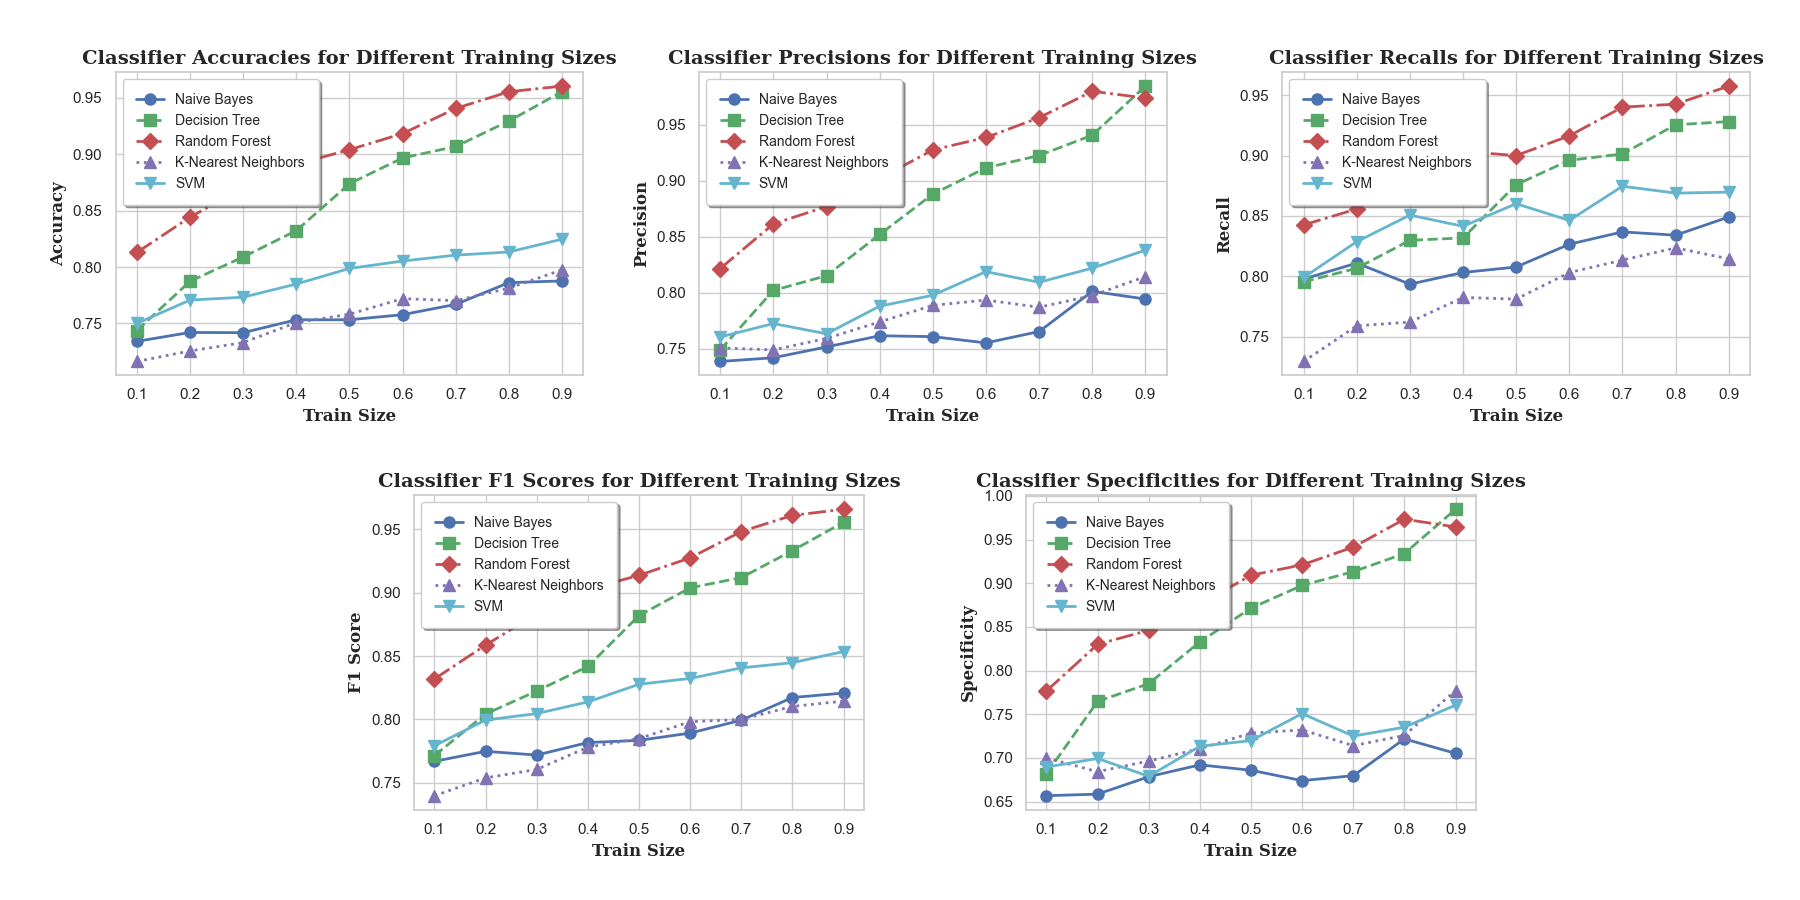 Classifier Accuracies for Different Training Sizes
Accuracy
0.95
0.90
0.85
0.80
0.75
Naive Bayes
Decision Tree
Random Forest
K-Nearest Neighbors
SVM
0.1 0.2 0.3 0.4 0.5 0.6 0.7 0.8 0.9
Train Size
Classifier Precisions for Different Training Sizes
Precision
0.95
0.90
0.85
0.80
0.75
Naive Bayes
Decision Tree
Random Forest
K-Nearest Neighbors
SVM
0.1 0.2 0.3 0.4 0.5 0.6 0.7 0.8 0.9
Train Size
Classifier Recalls for Different Training Sizes
Recall
0.95
0.90
0.85
0.80
0.75
Naive Bayes
Decision Tree
Random Forest
K-Nearest Neighbors
SVM
0.1 0.2 0.3 0.4 0.5 0.6 0.7 0.8 0.9
Train Size
Classifier F1 Scores for Different Training Sizes
F1 Score
0.95
0.90
0.85
0.80
0.75
Naive Bayes
Decision Tree
Random Forest
K-Nearest Neighbors
SVM
0.1 0.2 0.3 0.4 0.5 0.6 0.7 0.8 0.9
Train Size
Classifier Specificities for Different Training Sizes
Specificity
1.00
0.95
0.90
0.85
0.80
0.75
0.70
0.65
Naive Bayes
Decision Tree
Random Forest
K-Nearest Neighbors
SVM
0.1 0.2 0.3 0.4 0.5 0.6 0.7 0.8 0.9
Train Size